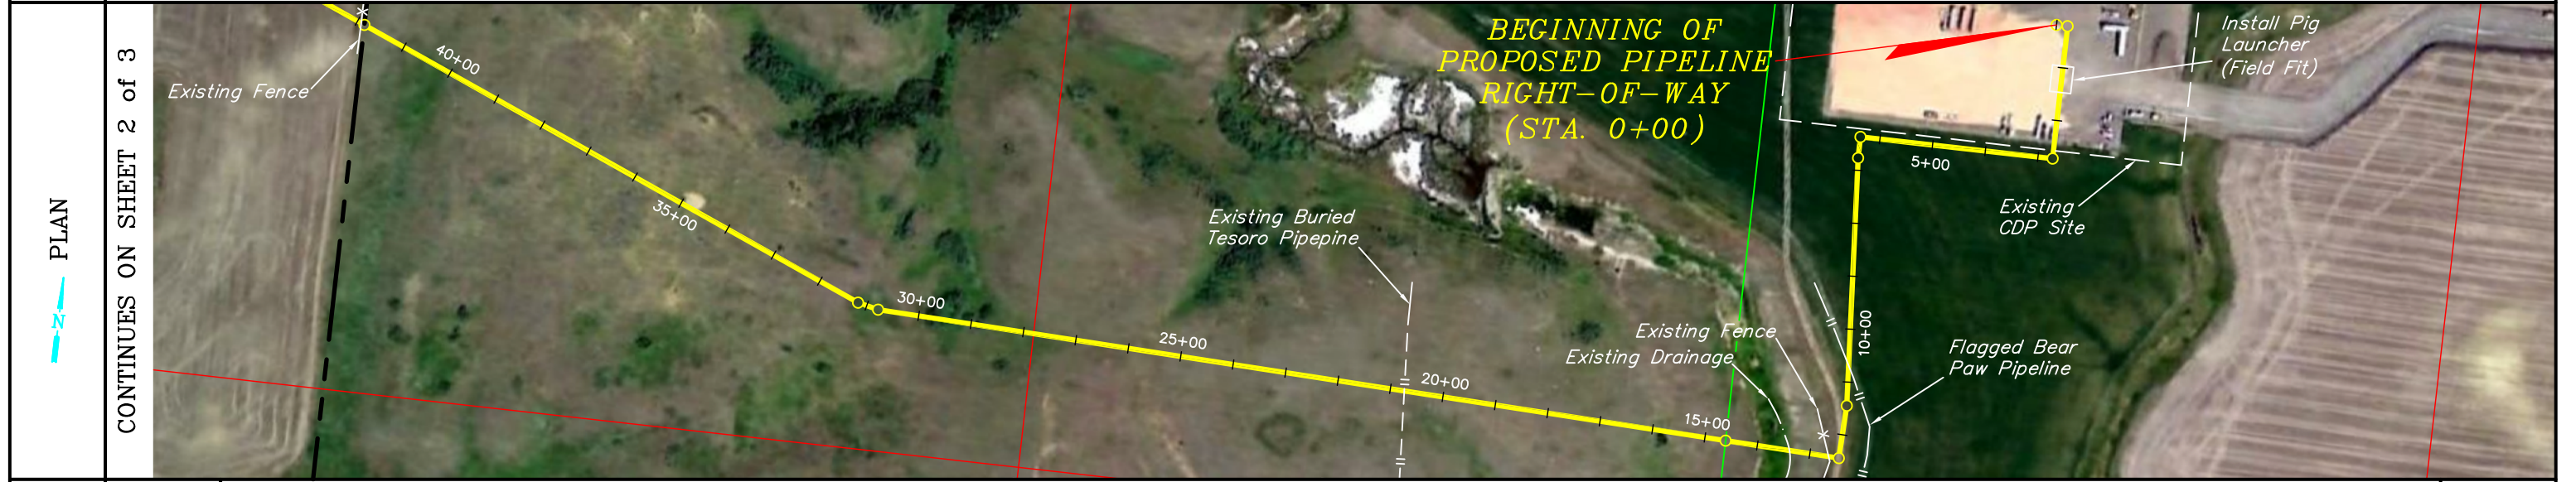 PLAN
N
CONTINUES ON SHEET 2 of 3
Existing Fence
40+00
35+00
30+00
25+00
Existing Buried
Tesoro Pipepine
20+00
15+00
BEGINNING OF
PROPOSED PIPELINE
RIGHT-OF-WAY
(STA. 0+00)
Existing Fence
Existing Drainage
10+00
5+00
Flagged Bear
Paw Pipeline
Existing
CDP Site
Install Pig
Launcher
(Field Fit)